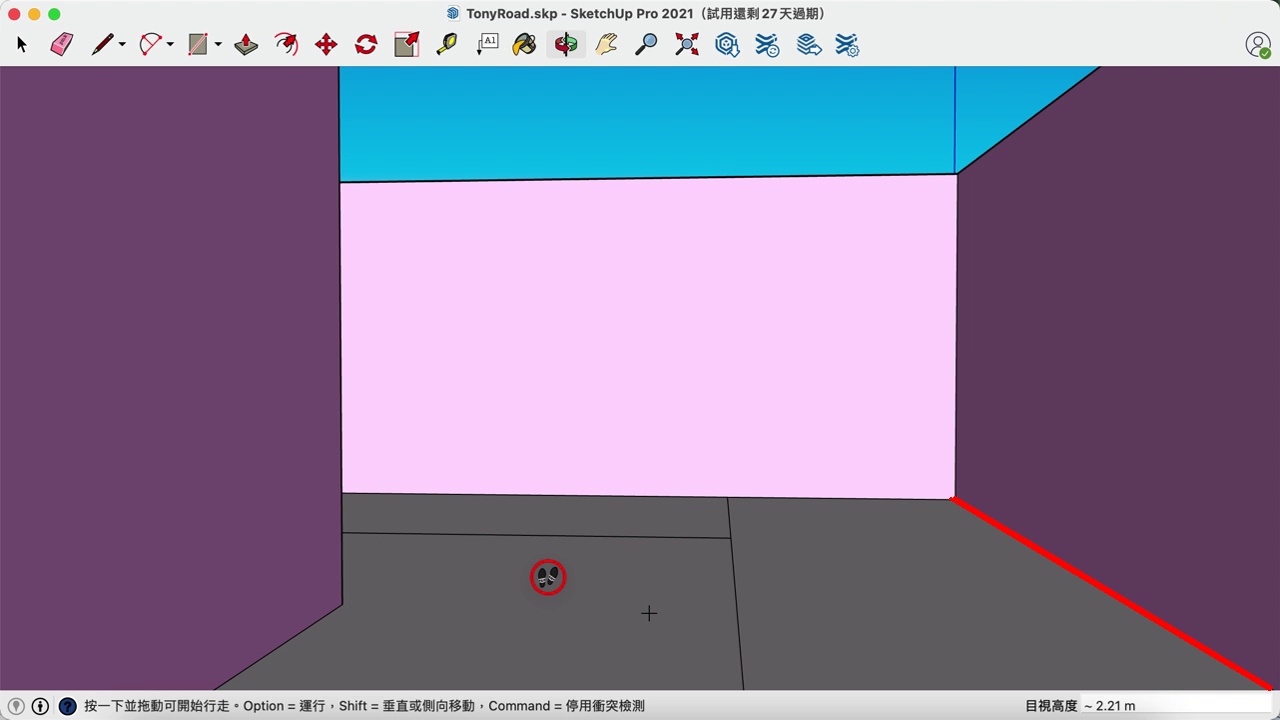 TonyRoad.skp - SketchUp Pro 2021（試用還剩 27 天過期）
A1
按一下並拖動可開始行走。Option = 運行，Shift = 垂直或側向移動，Command = 停用衝突檢測
目視高度 ~ 2.21 m